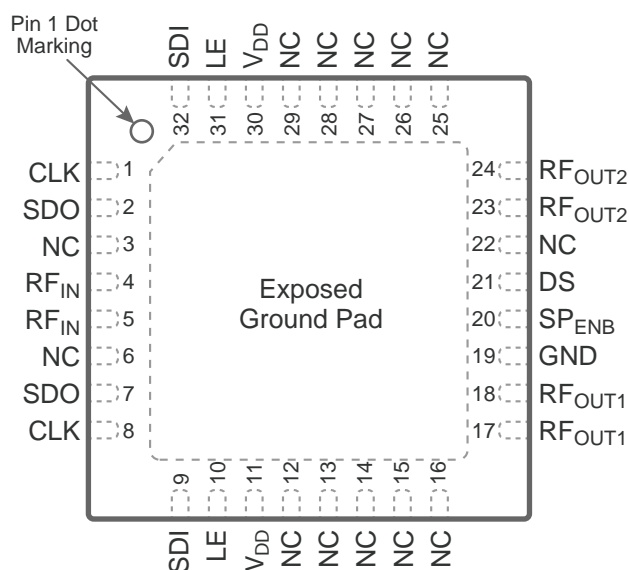 Pin 1 Dot
Marking
SDI
LE
VDD
NC
NC
NC
NC
NC
32
31
30
29
28
27
26
25
CLK 1
SDO 2
NC 3
RFIN 4
RFIN 5
NC 6
SDO 7
CLK 8
Exposed
Ground Pad
24 RFOUT2
23 RFOUT2
22 NC
21 DS
20 SPENB
19 GND
18 RFOUT1
17 RFOUT1
9
10
11
12
13
14
15
16
SDI
LE
VDD
NC
NC
NC
NC
NC